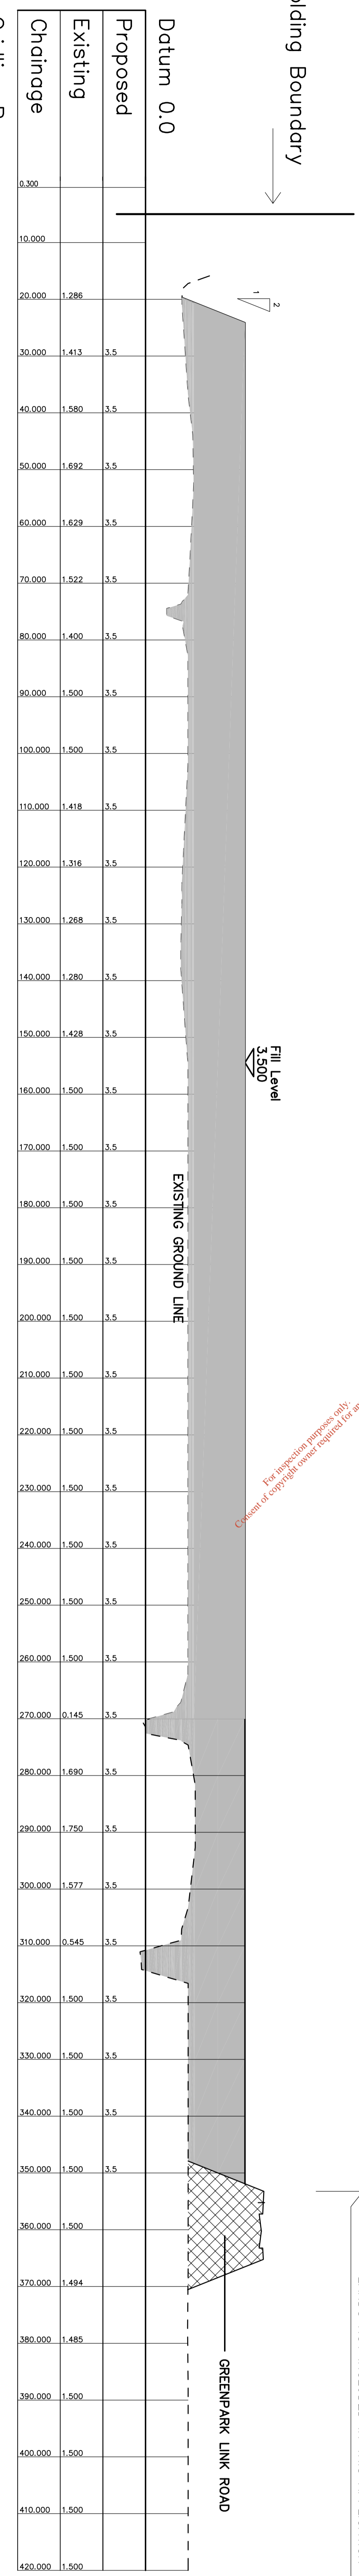 olding Boundary
1
2
Fill Level
3.500
EXISTING GROUND LINE
For inspection purposes only.
Consent of copyright owner required for
GREENPARK LINK ROAD
Datum 0.0
Proposed 3.5 3.5 3.5 3.5 3.5 3.5 3.5 3.5 3.5 3.5 3.5 3.5 3.5 3.5 3.5 3.5 3.5 3.5 3.5 3.5 3.5 3.5 3.5 3.5 3.5 3.5 3.5 3.5 3.5 3.5 3.5 3.5 3.5
Existing 1.286 1.413 1.580 1.692 1.629 1.522 1.400 1.500 1.500 1.418 1.316 1.268 1.280 1.428 1.500 1.500 1.500 1.500 1.500 1.500 1.500 1.500 1.500 1.500 1.500 0.145 1.690 1.750 1.577 0.545 1.500 1.500 1.500 1.500 1.500 1.494 1.485 1.500 1.500 1.500 1.500
Chainage 0.300 10.000 20.000 30.000 40.000 50.000 60.000 70.000 80.000 90.000 100.000 110.000 120.000 130.000 140.000 150.000 160.000 170.000 180.000 190.000 200.000 210.000 220.000 230.000 240.000 250.000 260.000 270.000 280.000 290.000 300.000 310.000 320.000 330.000 340.000 350.000 360.000 370.000 380.000 390.000 400.000 410.000 420.000